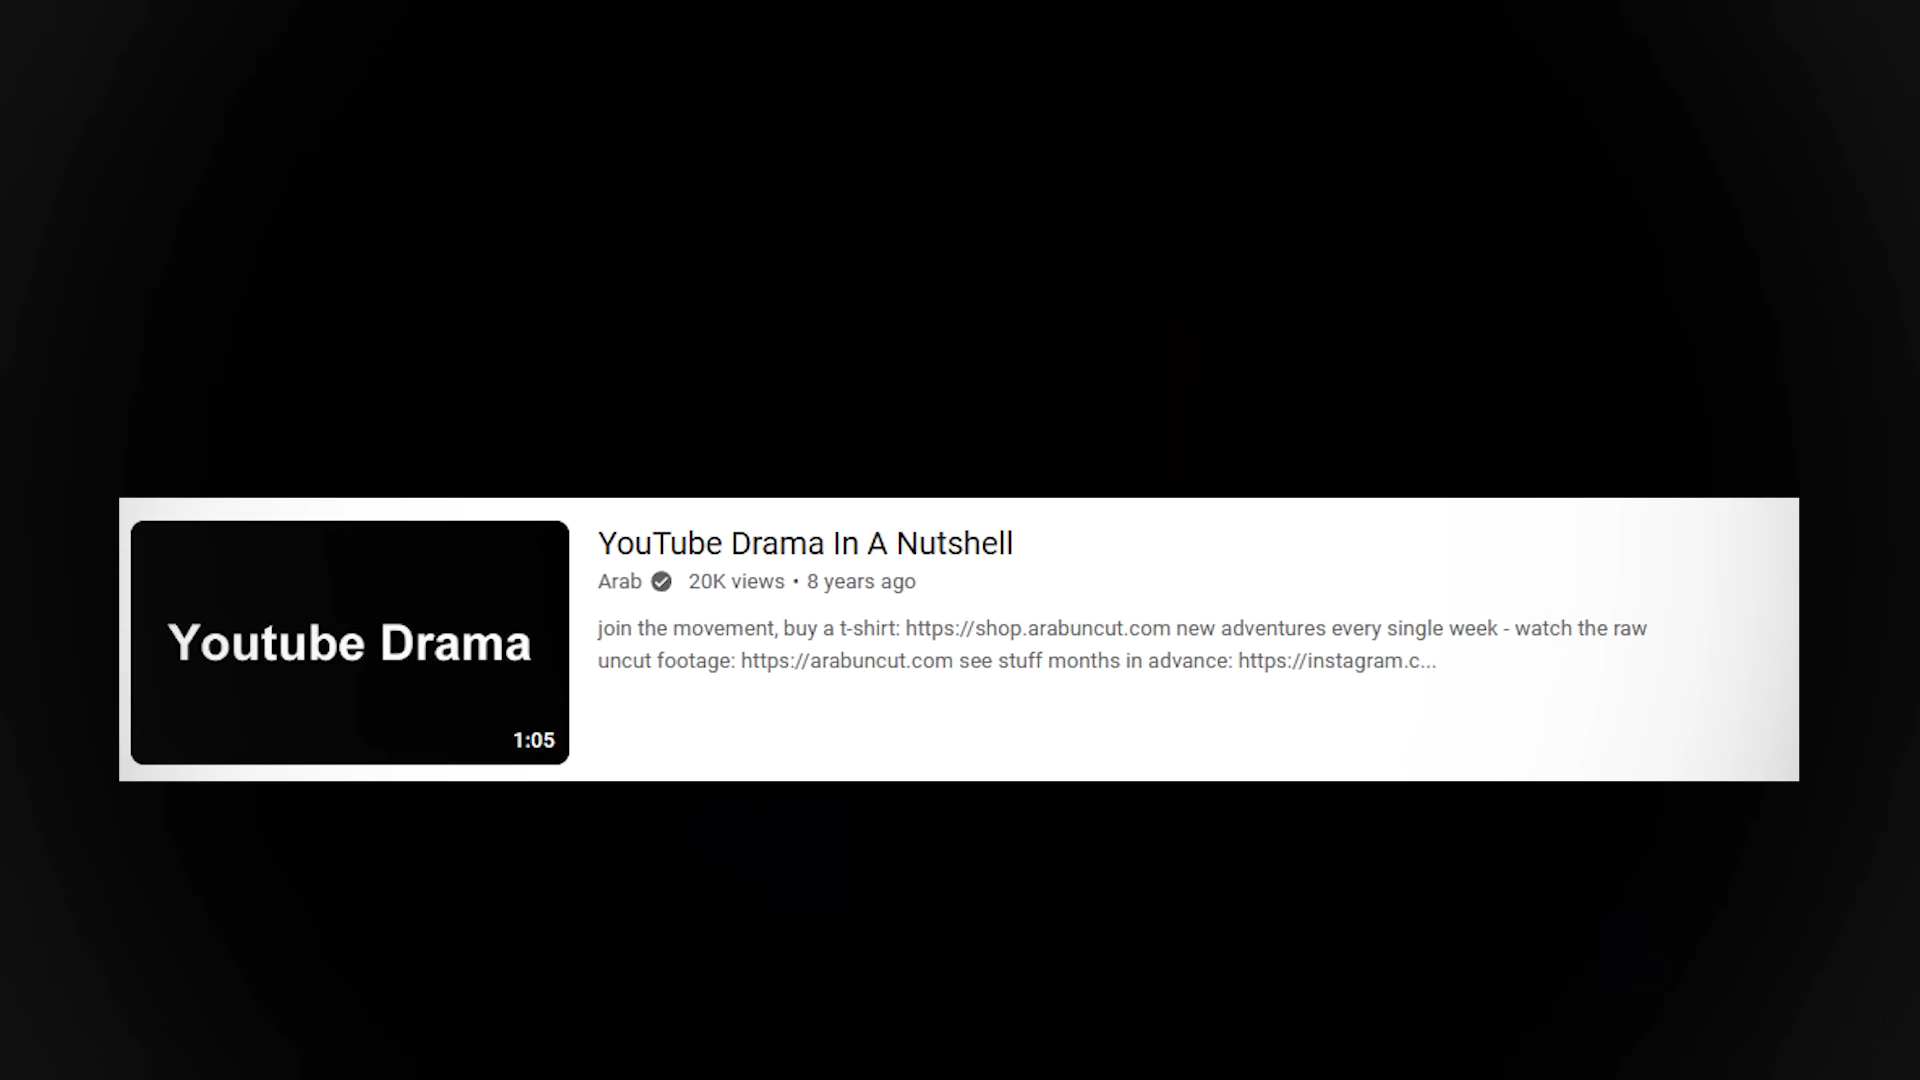 YouTube Drama In A Nutshell
Arab 20K views • 8 years ago
join the movement, buy a t-shirt: https://shop.arabuncut.com new adventures every single week - watch the raw
uncut footage: https://arabuncut.com see stuff months in advance: https://instagram.c...
Youtube Drama
1:05